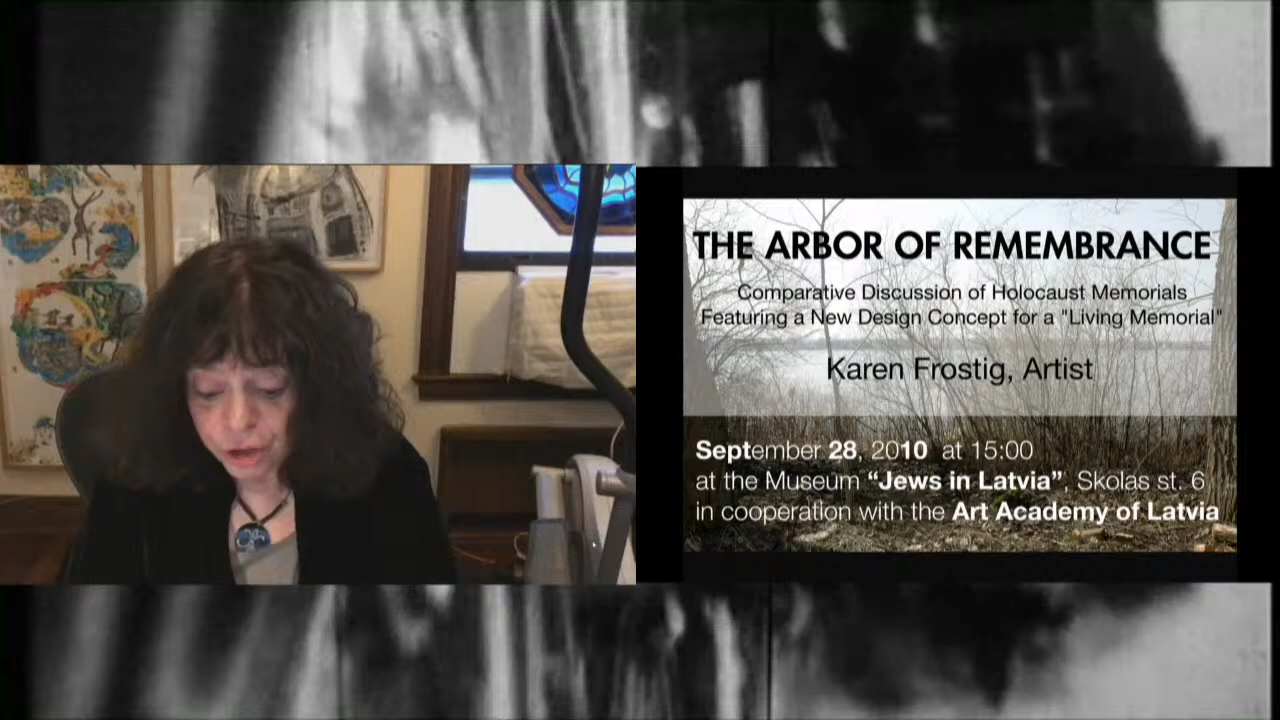 THE ARBOR OF REMEMBRANCE
Comparative Discussion of Holocaust Memorials
Featuring a New Design Concept for a "Living Memorial"
Karen Frostig, Artist
September 28, 2010 at 15:00
at the Museum “Jews in Latvia”, Skolas st. 6
in cooperation with the Art Academy of Latvia